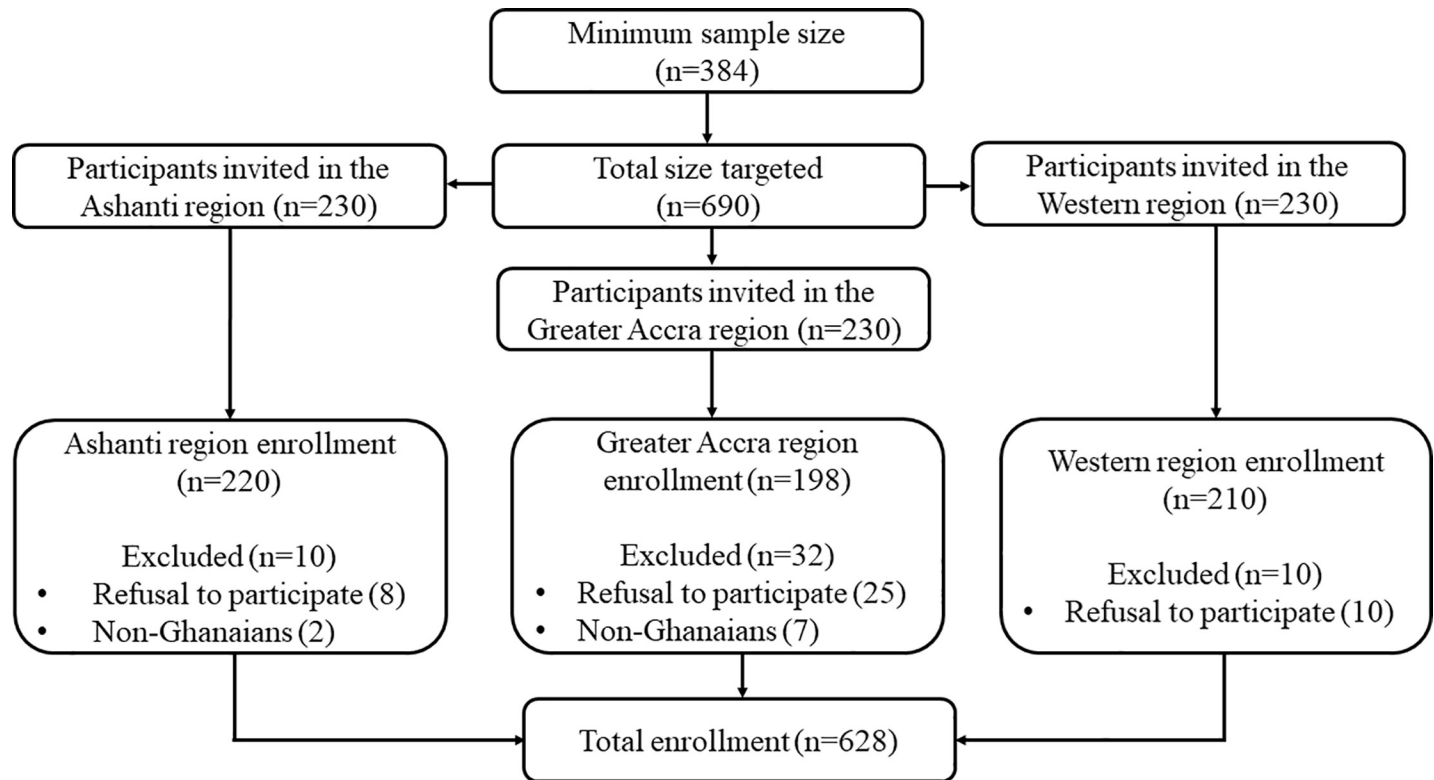 Minimum sample size
(n=384)
Participants invited in the
Ashanti region (n=230)
Total size targeted
(n=690)
Participants invited in the
Western region (n=230)
Participants invited in the
Greater Accra region (n=230)
Ashanti region enrollment
(n=220)
Excluded (n=10)
• Refusal to participate (8)
• Non-Ghanaians (2)
Greater Accra region
enrollment (n=198)
Excluded (n=32)
• Refusal to participate (25)
• Non-Ghanaians (7)
Western region enrollment
(n=210)
Excluded (n=10)
• Refusal to participate (10)
Total enrollment (n=628)